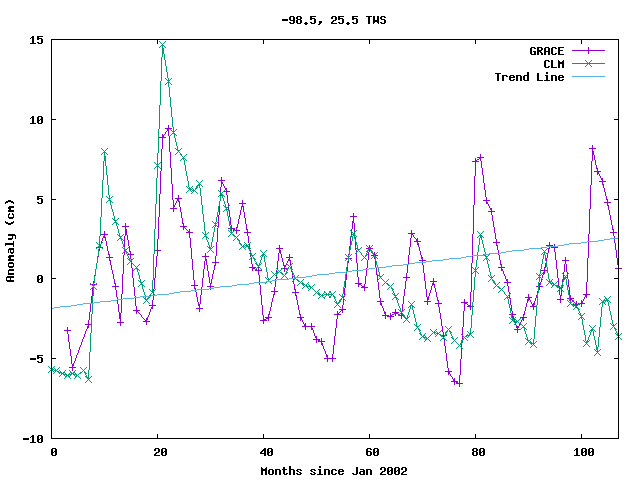 -98.5, 25.5 TWS
GRACE
CLM
Trend Line
15
10
5
0
-5
-10
Anomaly (cm)
0 20 40 60 80 100
Months since Jan 2002